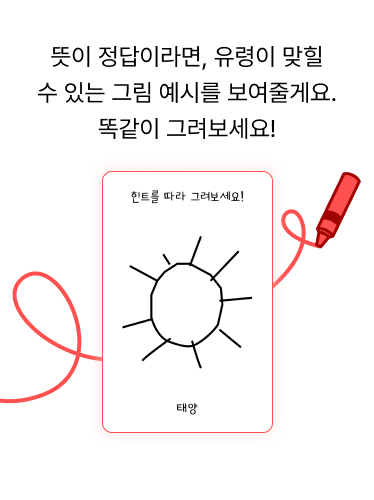 뜻이 정답이라면, 유령이 맞힐
수 있는 그림 예시를 보여줄게요.
똑같이 그려보세요!
힌트를 따라 그려보세요!
태양